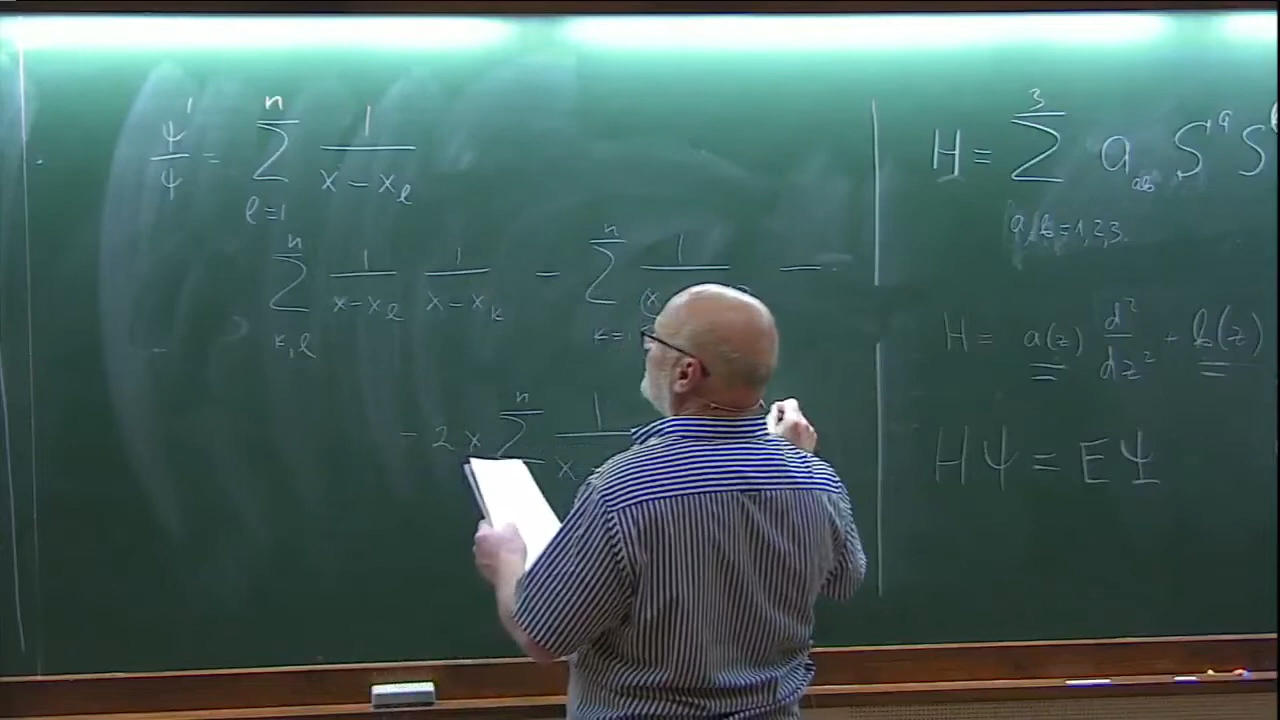 Ψ'/Ψ = Σ_{ℓ=1}^{n} 1/(x - x_ℓ)
Σ_{k,ℓ}^{n} 1/(x-x_ℓ) 1/(x-x_k) - Σ_{k=1}^{n} 1/(x -
- 2x Σ^{n} 1/(x
H = Σ_{a,b=1,2,3}^{3} a_{ab} S^a S
H = a(z) d²/dz² + b(z)
HΨ = EΨ